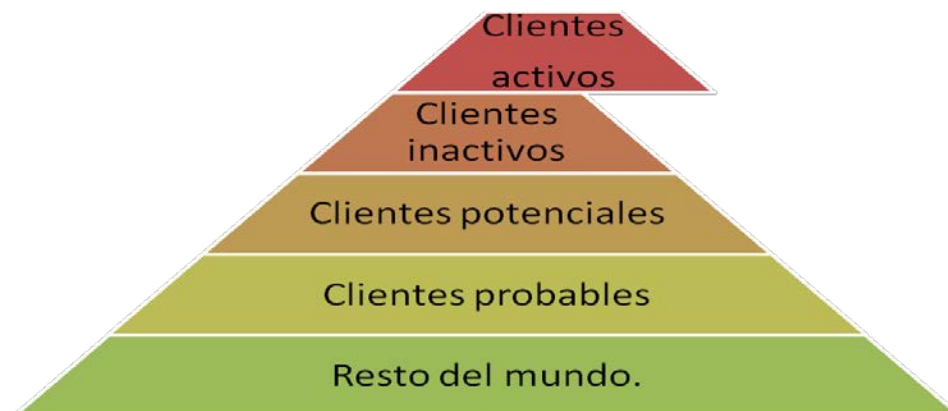 Clientes
activos
Clientes
inactivos
Clientes potenciales
Clientes probables
Resto del mundo.